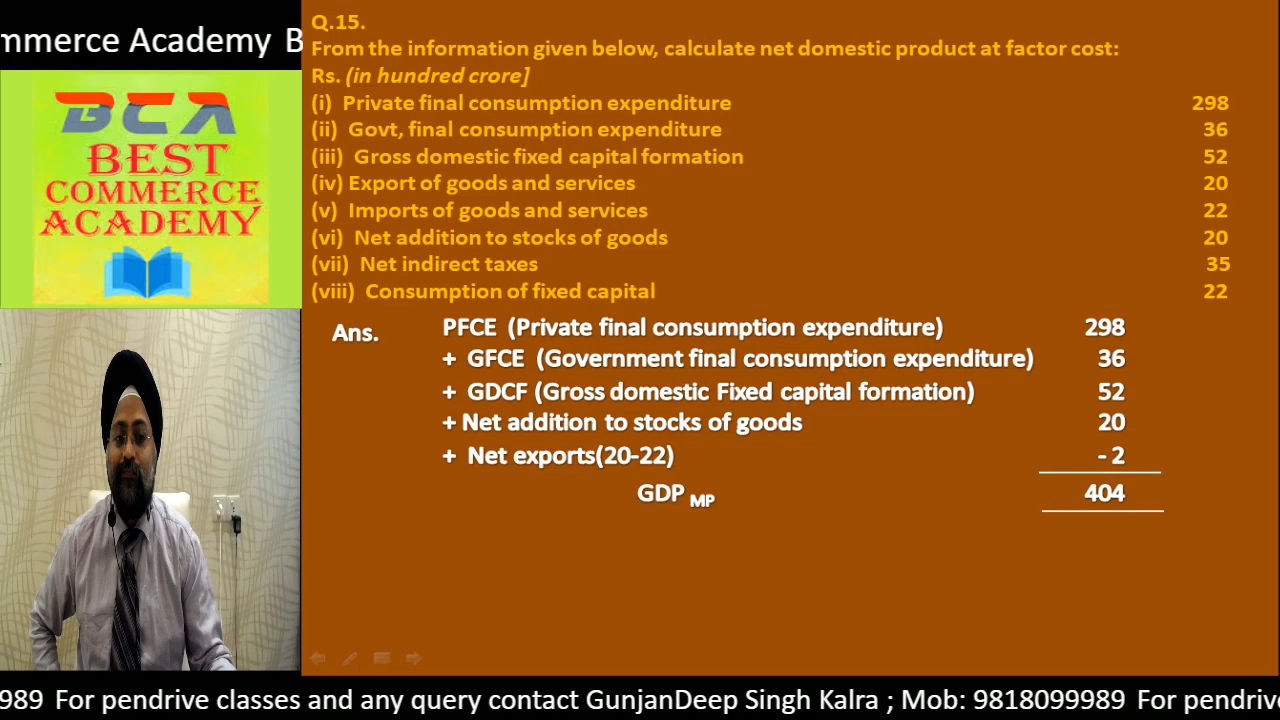 mmerce Academy B
BCA
BEST
COMMERCE
ACADEMY
Q.15.
From the information given below, calculate net domestic product at factor cost:
Rs. (in hundred crore]
(i) Private final consumption expenditure 298
(ii) Govt, final consumption expenditure 36
(iii) Gross domestic fixed capital formation 52
(iv) Export of goods and services 20
(v) Imports of goods and services 22
(vi) Net addition to stocks of goods 20
(vii) Net indirect taxes 35
(viii) Consumption of fixed capital 22
Ans. PFCE (Private final consumption expenditure) 298
+ GFCE (Government final consumption expenditure) 36
+ GDCF (Gross domestic Fixed capital formation) 52
+ Net addition to stocks of goods 20
+ Net exports(20-22) - 2
GDP MP 404
989 For pendrive classes and any query contact GunjanDeep Singh Kalra ; Mob: 9818099989 For pendriv